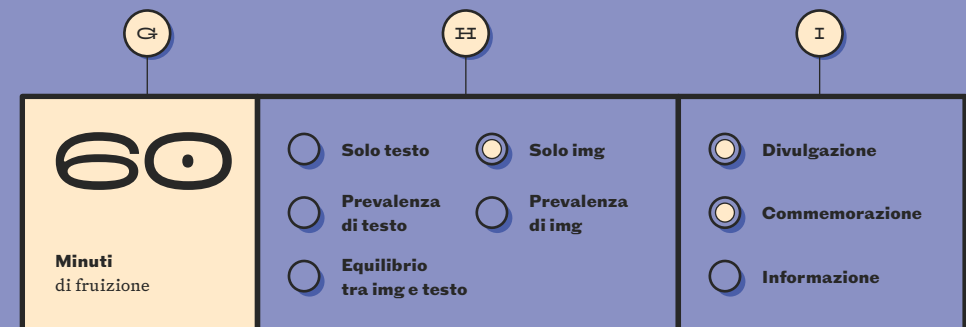 G
H
I
60
Minuti
di fruizione
Solo testo
Solo img
Prevalenza
di testo
Prevalenza
di img
Equilibrio
tra img e testo
Divulgazione
Commemorazione
Informazione